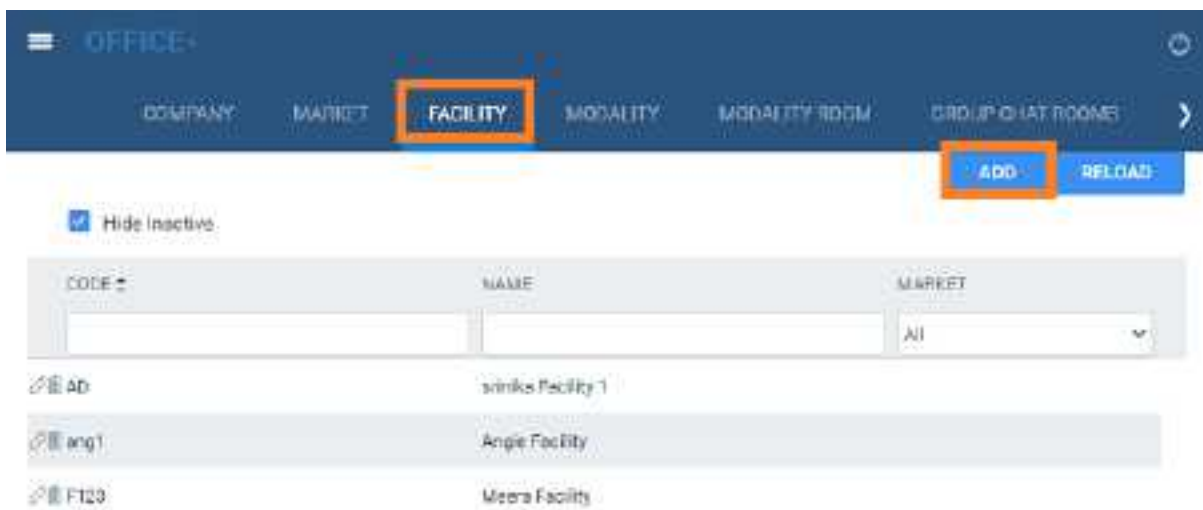 OFFICE
COMPANY MARKET FACILITY MODALITY MODALITY ROOM GROUP CHAT ROOMS
ADD RELOAD
Hide Inactive
CODE NAME MARKET
All
AD srinika Facility 1
ang1 Angie Facility
F123 Meera Facility